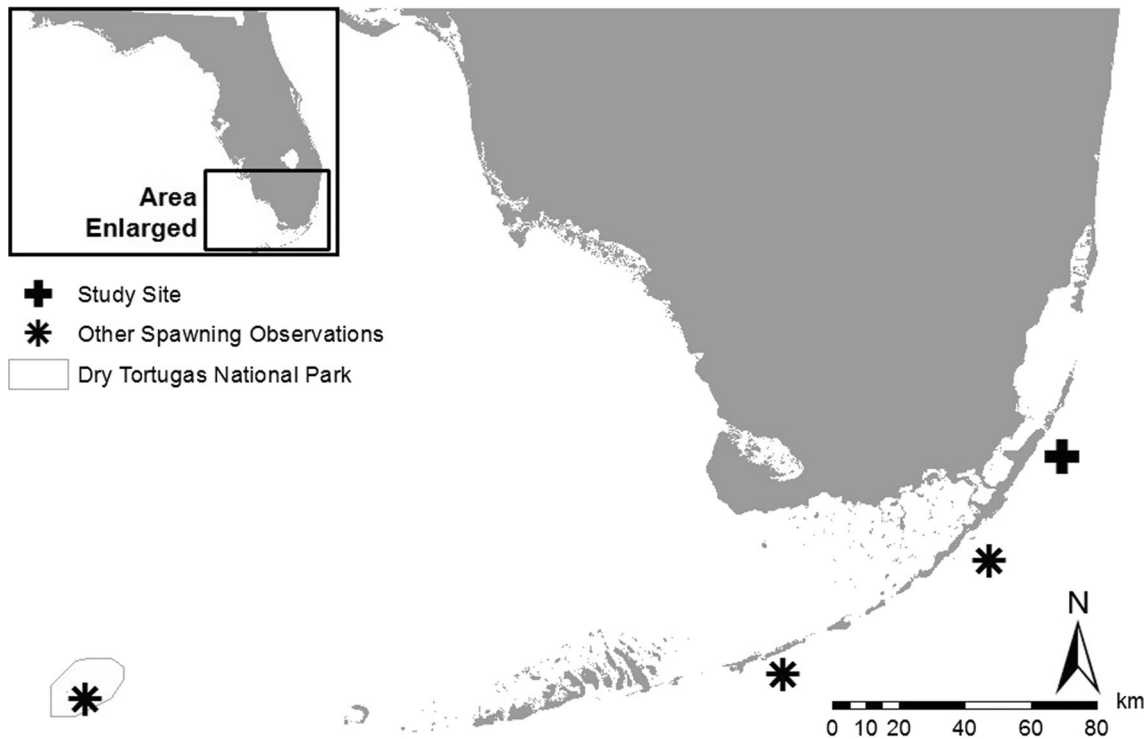 Area
Enlarged
Study Site
Other Spawning Observations
Dry Tortugas National Park
N
km
0 10 20 40 60 80